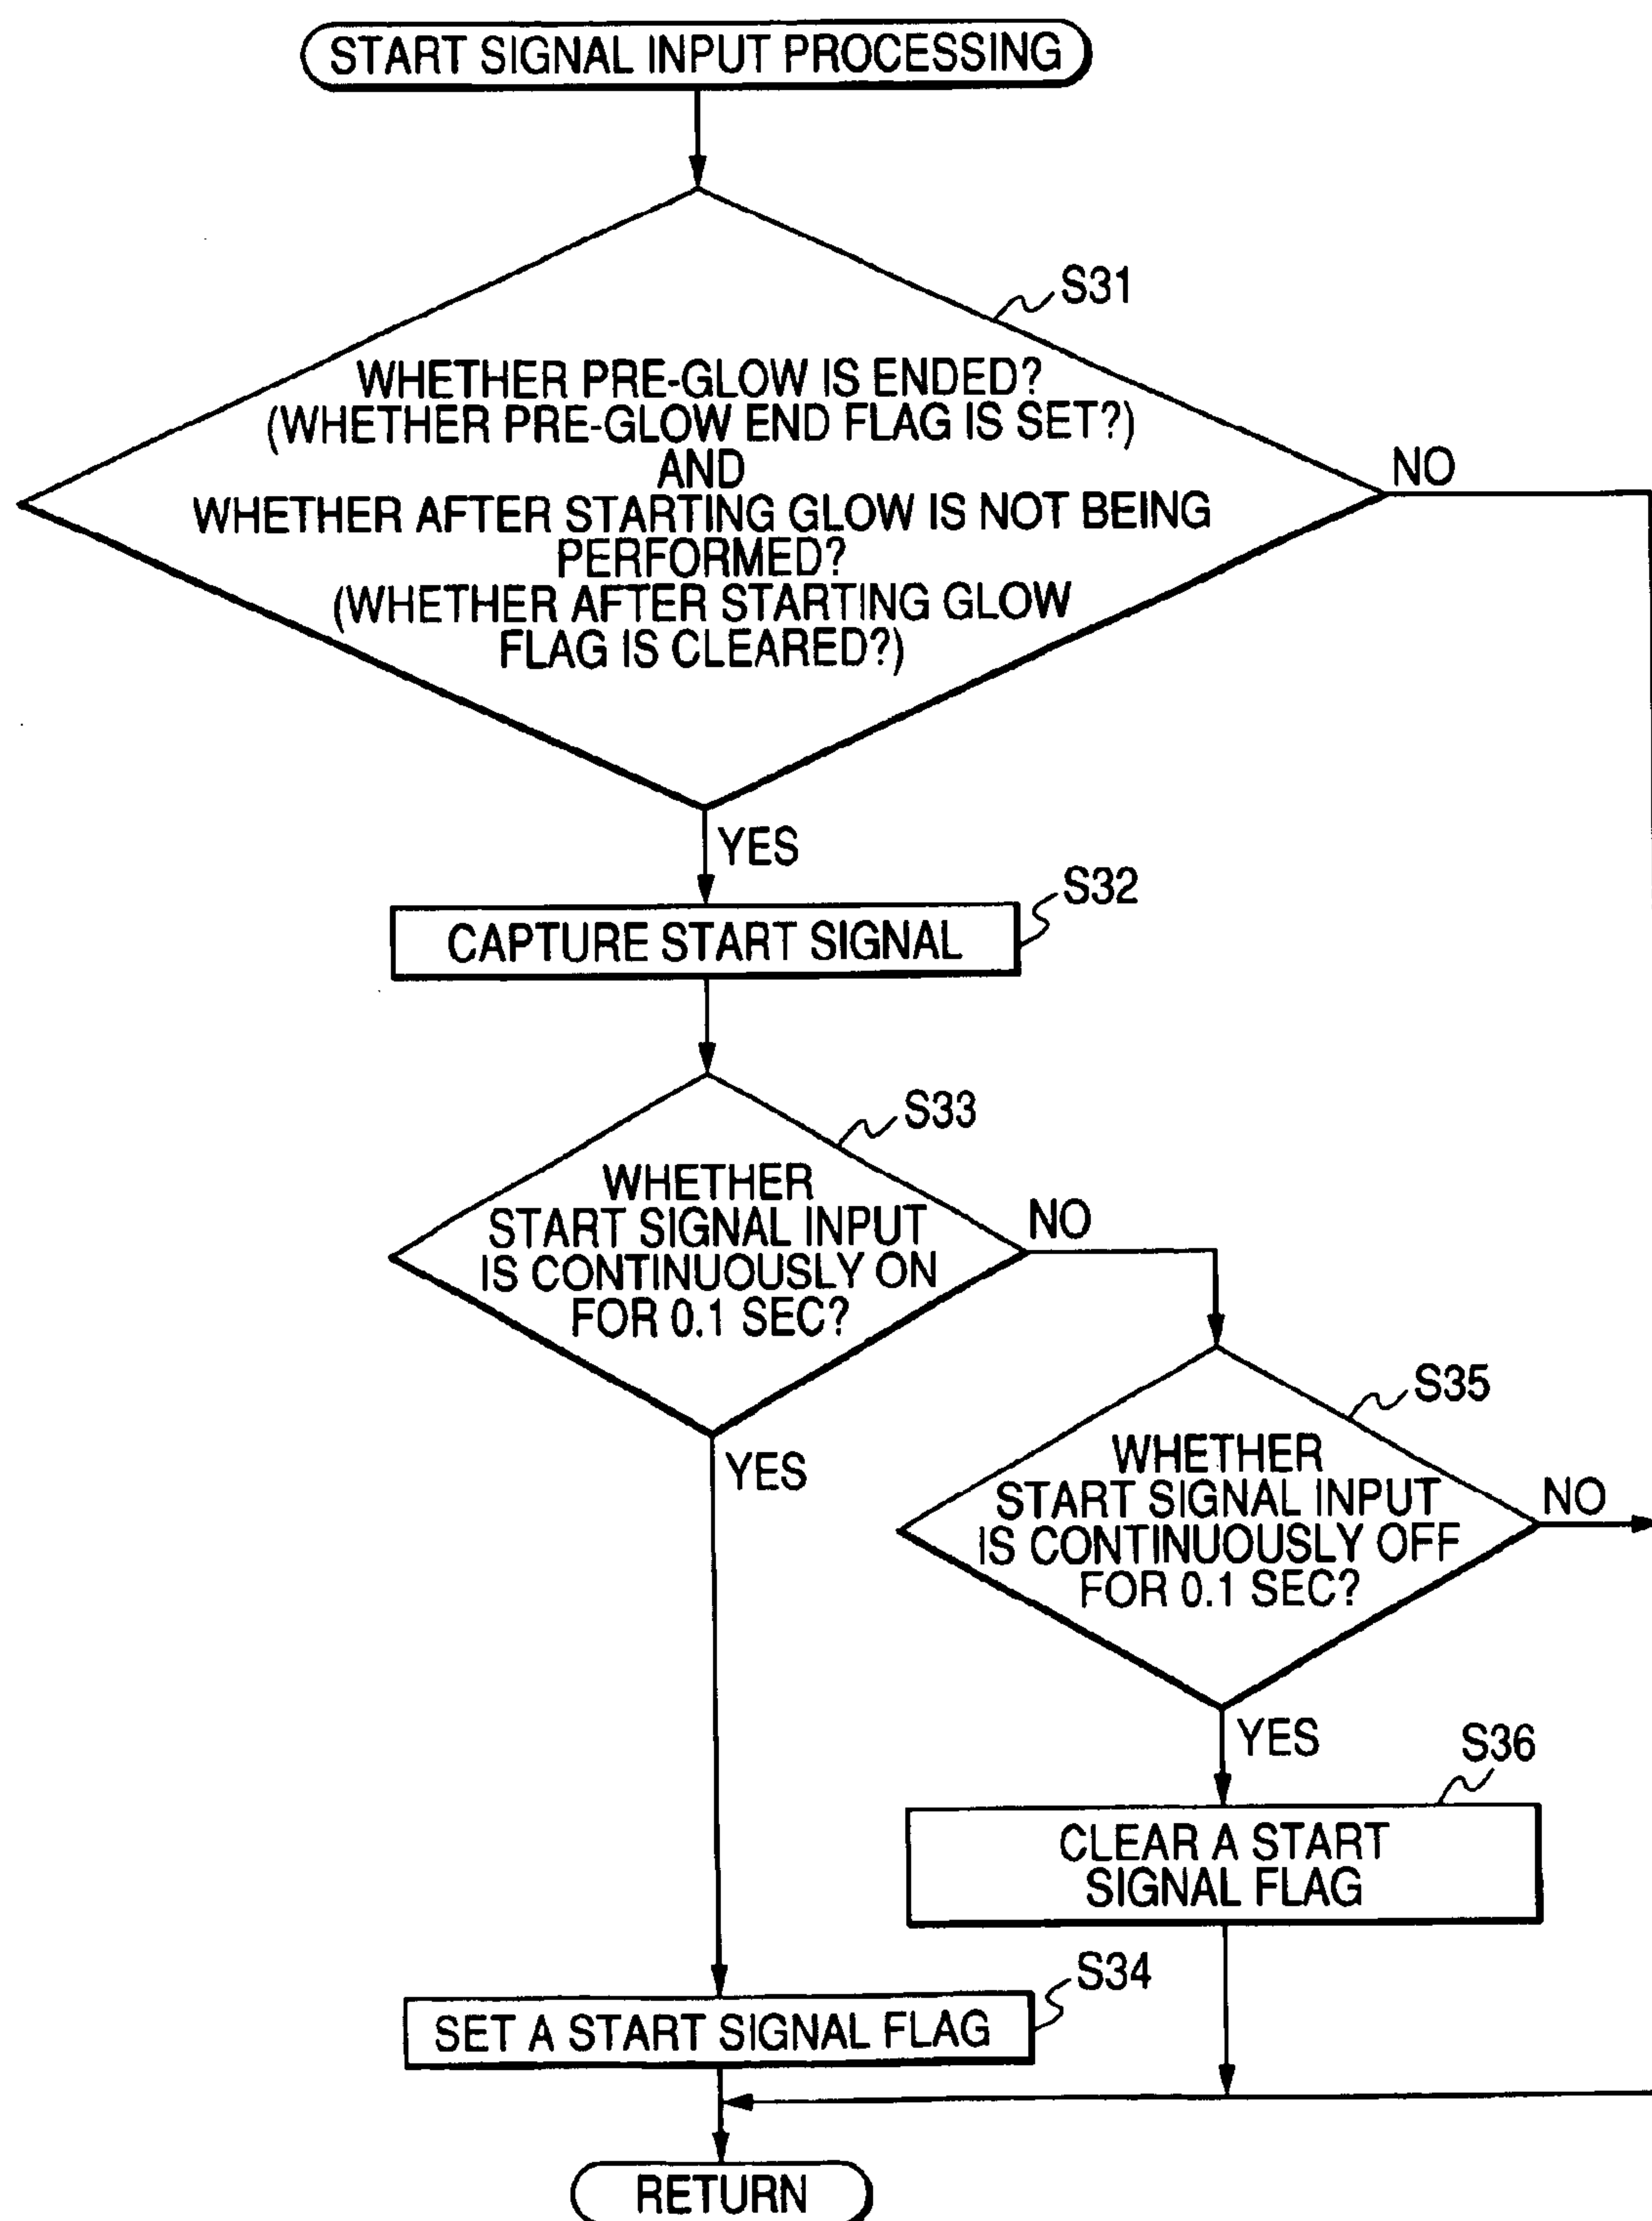 START SIGNAL INPUT PROCESSING
S31
WHETHER PRE-GLOW IS ENDED?
(WHETHER PRE-GLOW END FLAG IS SET?)
AND
WHETHER AFTER STARTING GLOW IS NOT BEING
PERFORMED?
(WHETHER AFTER STARTING GLOW
FLAG IS CLEARED?)
NO
YES
S32
CAPTURE START SIGNAL
S33
WHETHER
START SIGNAL INPUT
IS CONTINUOUSLY ON
FOR 0.1 SEC?
NO
YES
S35
WHETHER
START SIGNAL INPUT
IS CONTINUOUSLY OFF
FOR 0.1 SEC?
NO
YES
S36
CLEAR A START
SIGNAL FLAG
S34
SET A START SIGNAL FLAG
RETURN